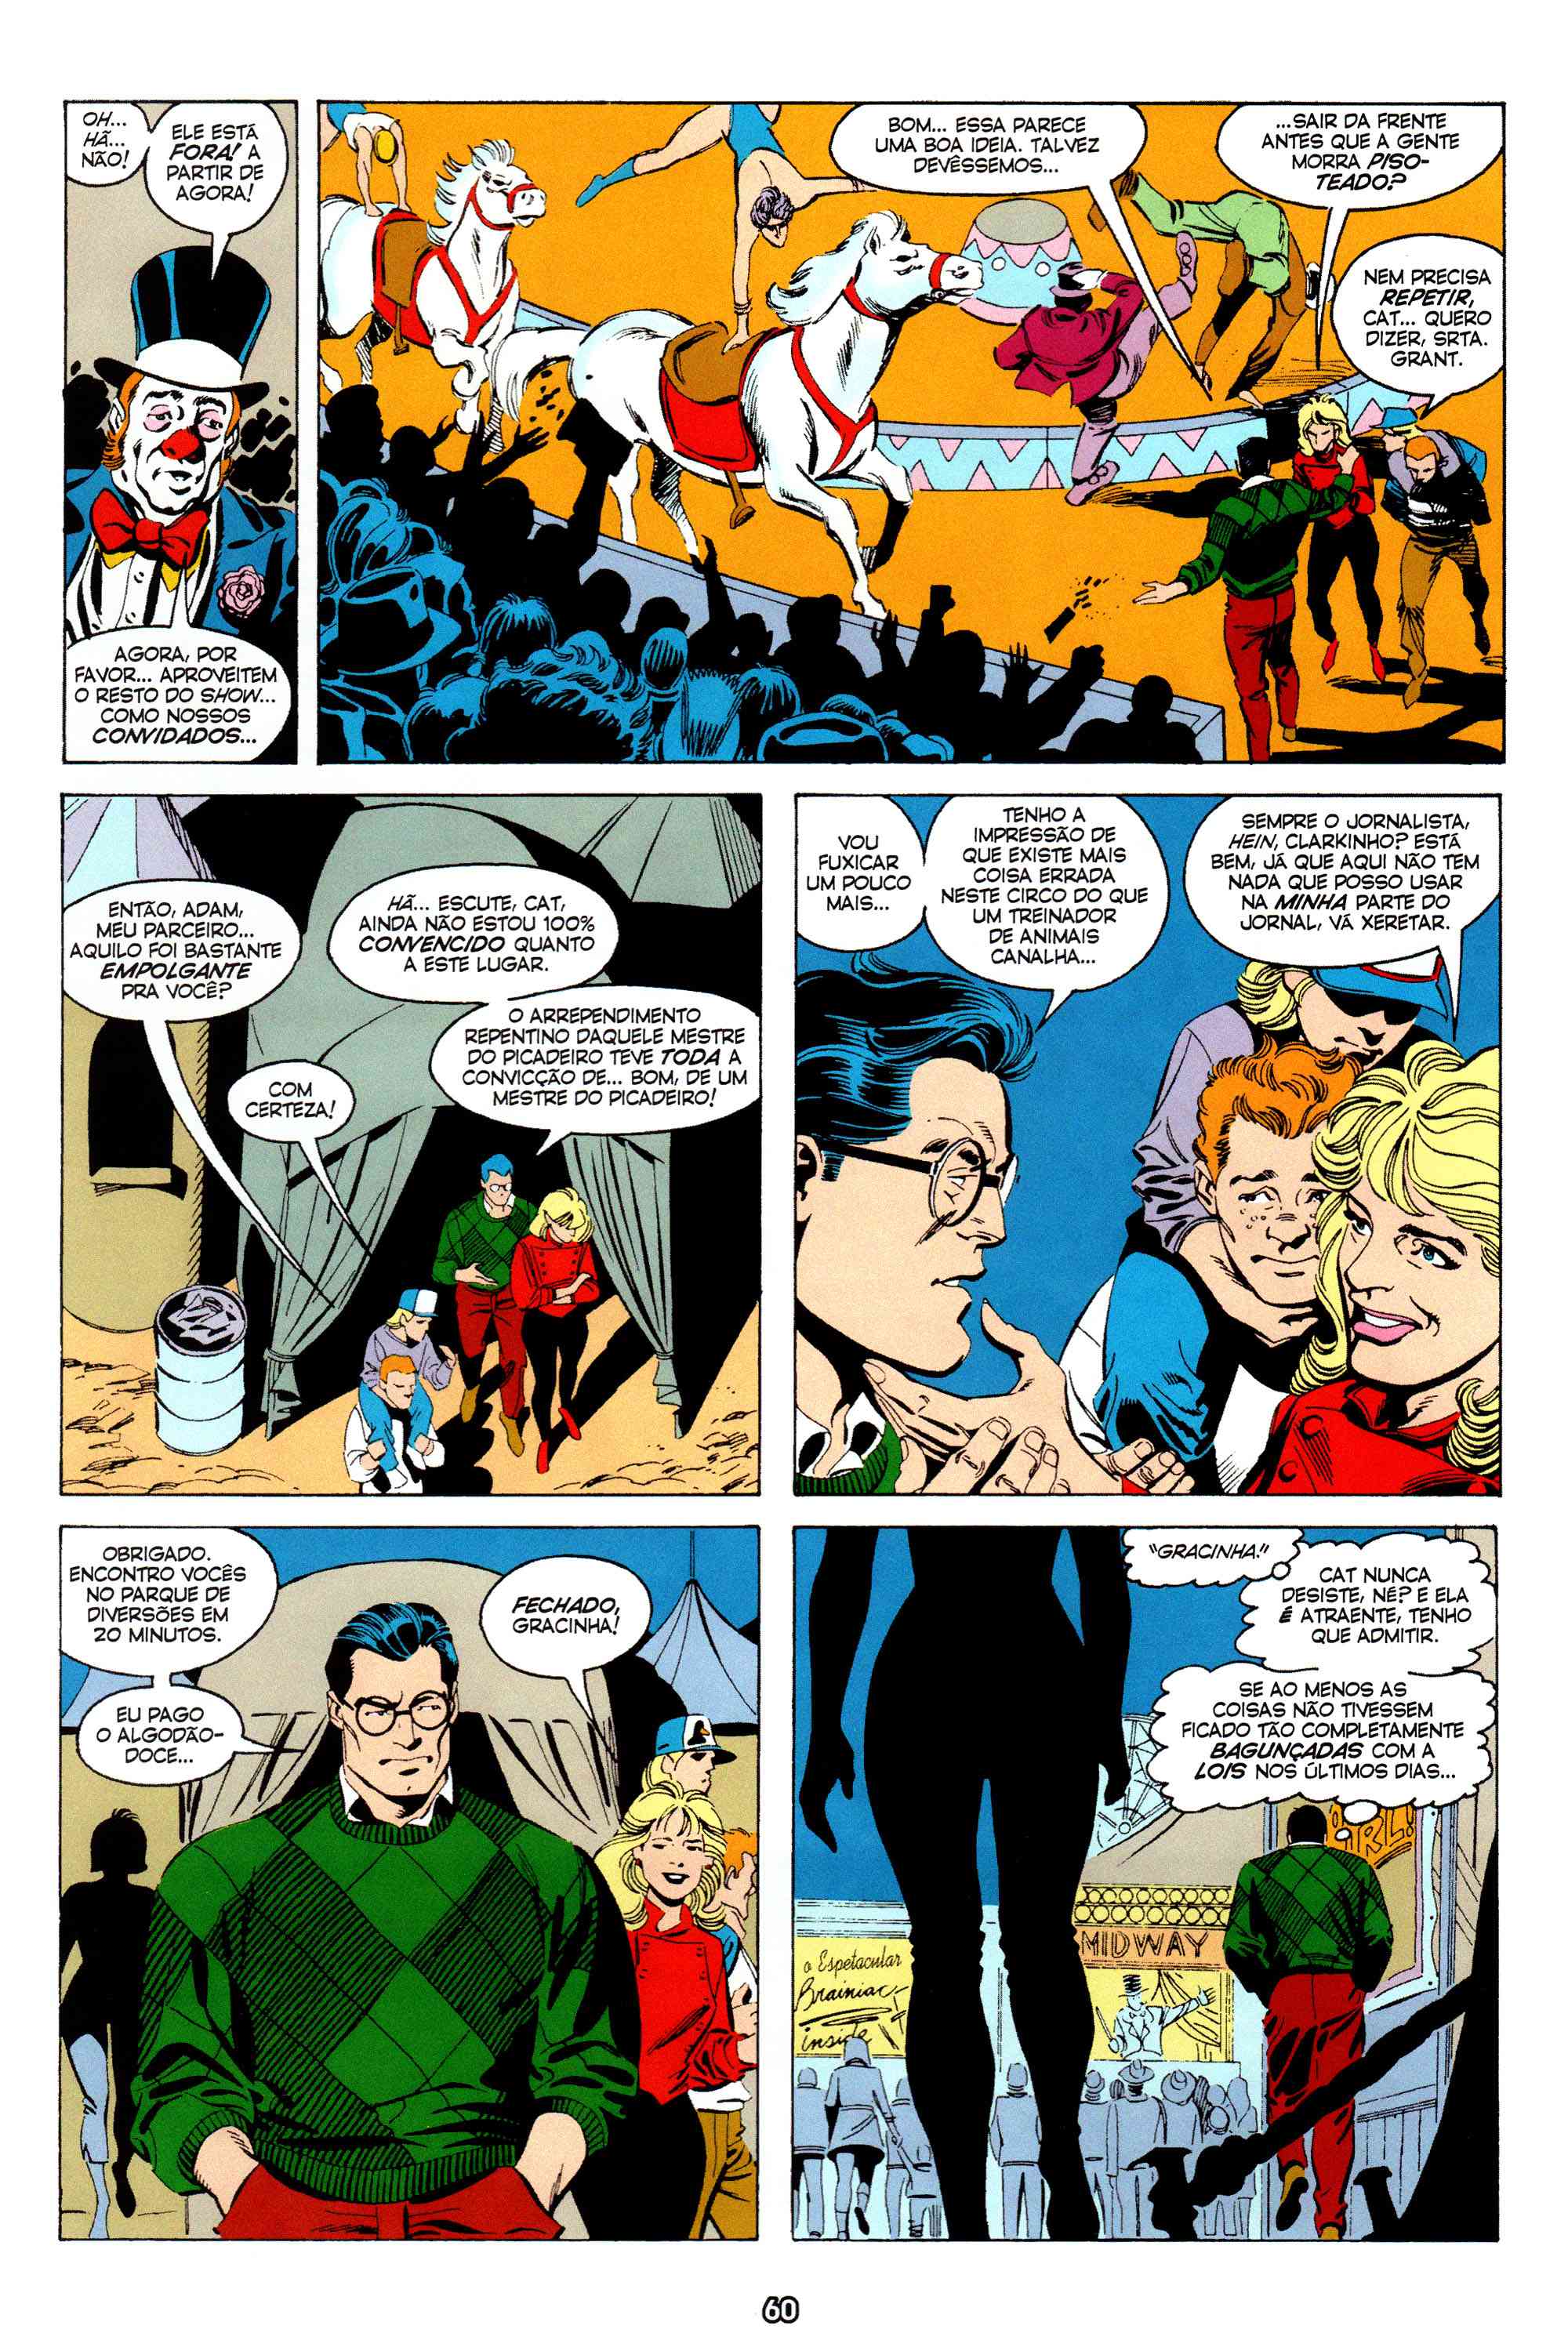 OH...
HÃ...
NÃO!
ELE ESTÁ
FORA! A
PARTIR DE
AGORA!
AGORA, POR
FAVOR... APROVEITEM
O RESTO DO SHOW...
COMO NOSSOS
CONVIDADOS...
BOM... ESSA PARECE
UMA BOA IDEIA. TALVEZ
DEVÊSSEMOS...
...SAIR DA FRENTE
ANTES QUE A GENTE
MORRA PISO-
TEADO?
NEM PRECISA
REPETIR,
CAT... QUERO
DIZER, SRTA.
GRANT.
ENTÃO, ADAM,
MEU PARCEIRO...
AQUILO FOI BASTANTE
EMPOLGANTE
PRA VOCÊ?
COM
CERTEZA!
HÃ... ESCUTE, CAT,
AINDA NÃO ESTOU 100%
CONVENCIDO QUANTO
A ESTE LUGAR.
O ARREPENDIMENTO
REPENTINO DAQUELE MESTRE
DO PICADEIRO TEVE TODA A
CONVICÇÃO DE... BOM, DE UM
MESTRE DO PICADEIRO!
VOU
FUXICAR
UM POUCO
MAIS...
TENHO A
IMPRESSÃO DE
QUE EXISTE MAIS
COISA ERRADA
NESTE CIRCO DO QUE
UM TREINADOR
DE ANIMAIS
CANALHA...
SEMPRE O JORNALISTA,
HEIN, CLARKINHO? ESTÁ
BEM, JÁ QUE AQUI NÃO TEM
NADA QUE POSSO USAR
NA MINHA PARTE DO
JORNAL, VÁ XERETAR.
OBRIGADO.
ENCONTRO VOCÊS
NO PARQUE DE
DIVERSÕES EM
20 MINUTOS.
EU PAGO
O ALGODÃO-
DOCE...
FECHADO,
GRACINHA!
"GRACINHA."
CAT NUNCA
DESISTE, NÉ? E ELA
É ATRAENTE, TENHO
QUE ADMITIR.
SE AO MENOS AS
COISAS NÃO TIVESSEM
FICADO TÃO COMPLETAMENTE
BAGUNÇADAS COM A
LOIS NOS ÚLTIMOS DIAS...
GIRL!
MIDWAY
o Espetacular
Brainiac
inside
60